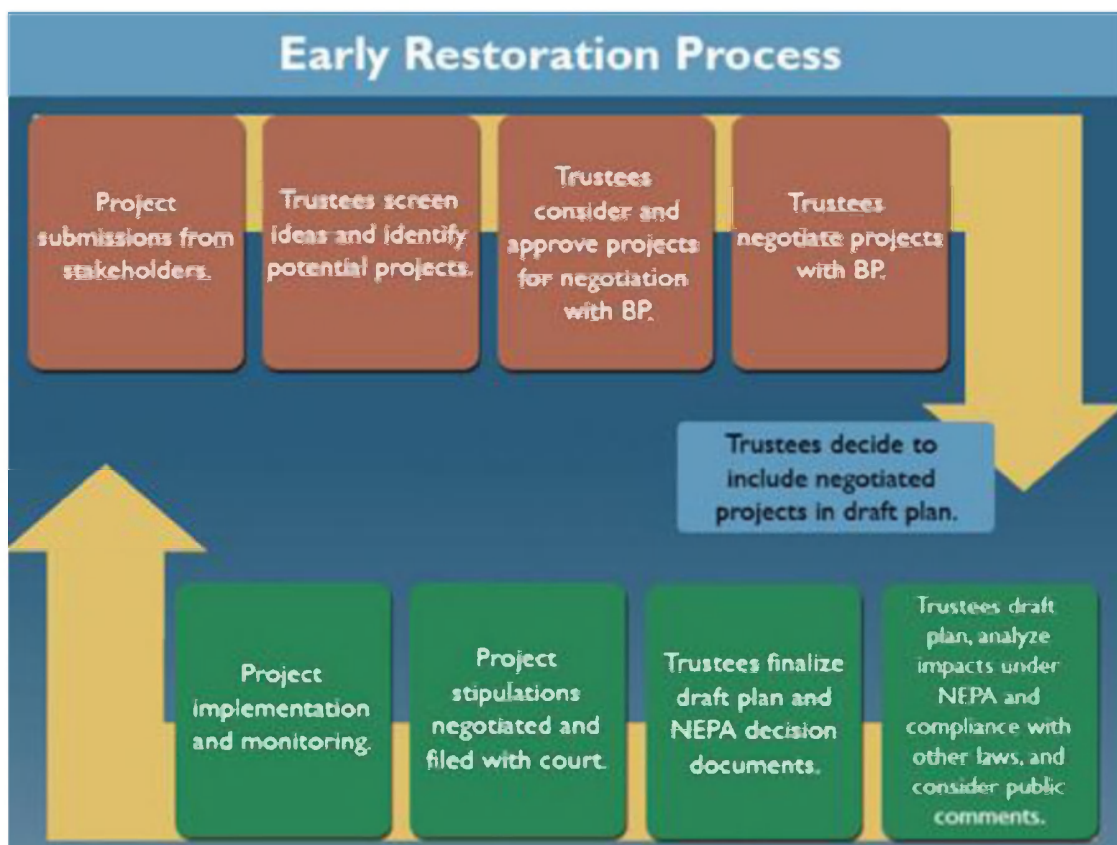 Early Restoration Process
Project
submissions from
stakeholders.
Trustees screen
ideas and identify
potential projects.
Trustees
consider and
approve projects
for negotiation
with BP.
Trustees
negotiate projects
with BP.
Trustees decide to
include negotiated
projects in draft plan.
Trustees draft
plan, analyze
impacts under
NEPA and
compliance with
other laws, and
consider public
comments.
Trustees finalize
draft plan and
NEPA decision
documents.
Project
stipulations
negotiated and
filed with court.
Project
implementation
and monitoring.